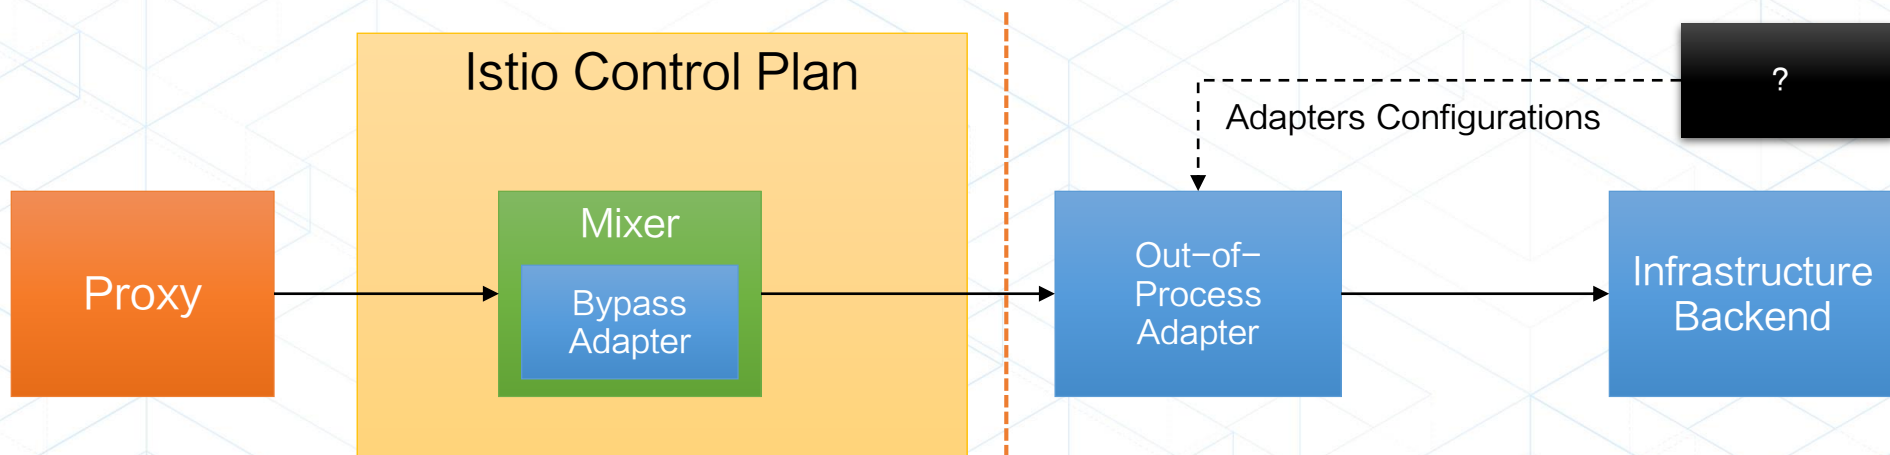 Istio Control Plan
?
Adapters Configurations
Proxy
Mixer
Bypass
Adapter
Out-of-
Process
Adapter
Infrastructure
Backend